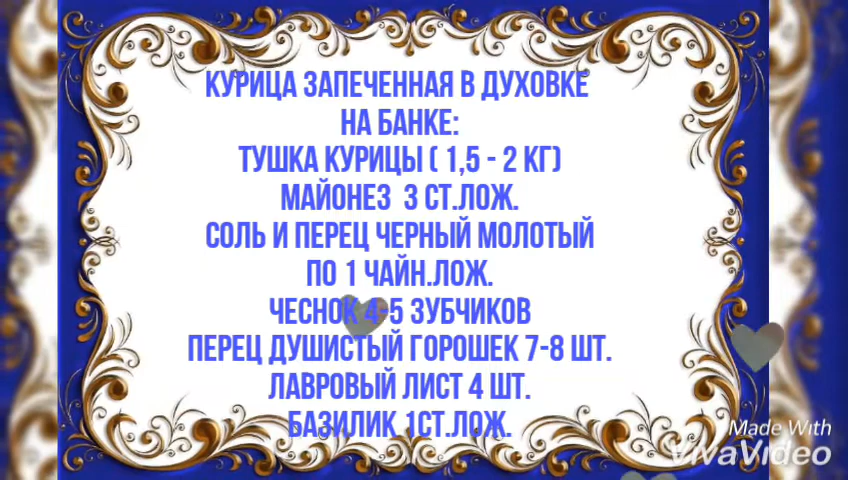 КУРИЦА ЗАПЕЧЕННАЯ В ДУХОВКЕ
НА БАНКЕ:
ТУШКА КУРИЦЫ ( 1,5 - 2 КГ)
МАЙОНЕЗ 3 СТ.ЛОЖ.
СОЛЬ И ПЕРЕЦ ЧЕРНЫЙ МОЛОТЫЙ
ПО 1 ЧАЙН.ЛОЖ.
ЧЕСНОК 4-5 ЗУБЧИКОВ
ПЕРЕЦ ДУШИСТЫЙ ГОРОШЕК 7-8 ШТ.
ЛАВРОВЫЙ ЛИСТ 4 ШТ.
БАЗИЛИК 1СТ.ЛОЖ.
Made With
VivaVideo